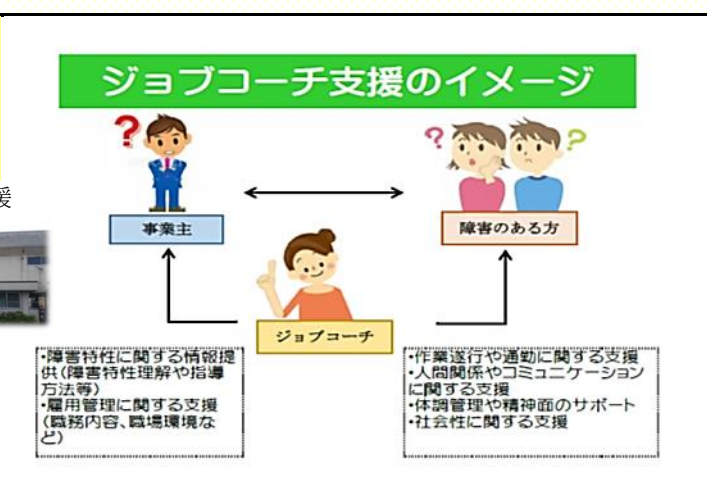 ジョブコーチ支援のイメージ
?
?
?
援
事業主
障害のある方
ジョブコーチ
・障害特性に関する情報提
供(障害特性理解や指導
方法等)
・雇用管理に関する支援
(職務内容、職場環境な
ど)
・作業遂行や通勤に関する支援
・人間関係やコミュニケーション
に関する支援
・体調管理や精神面のサポート
・社会性に関する支援